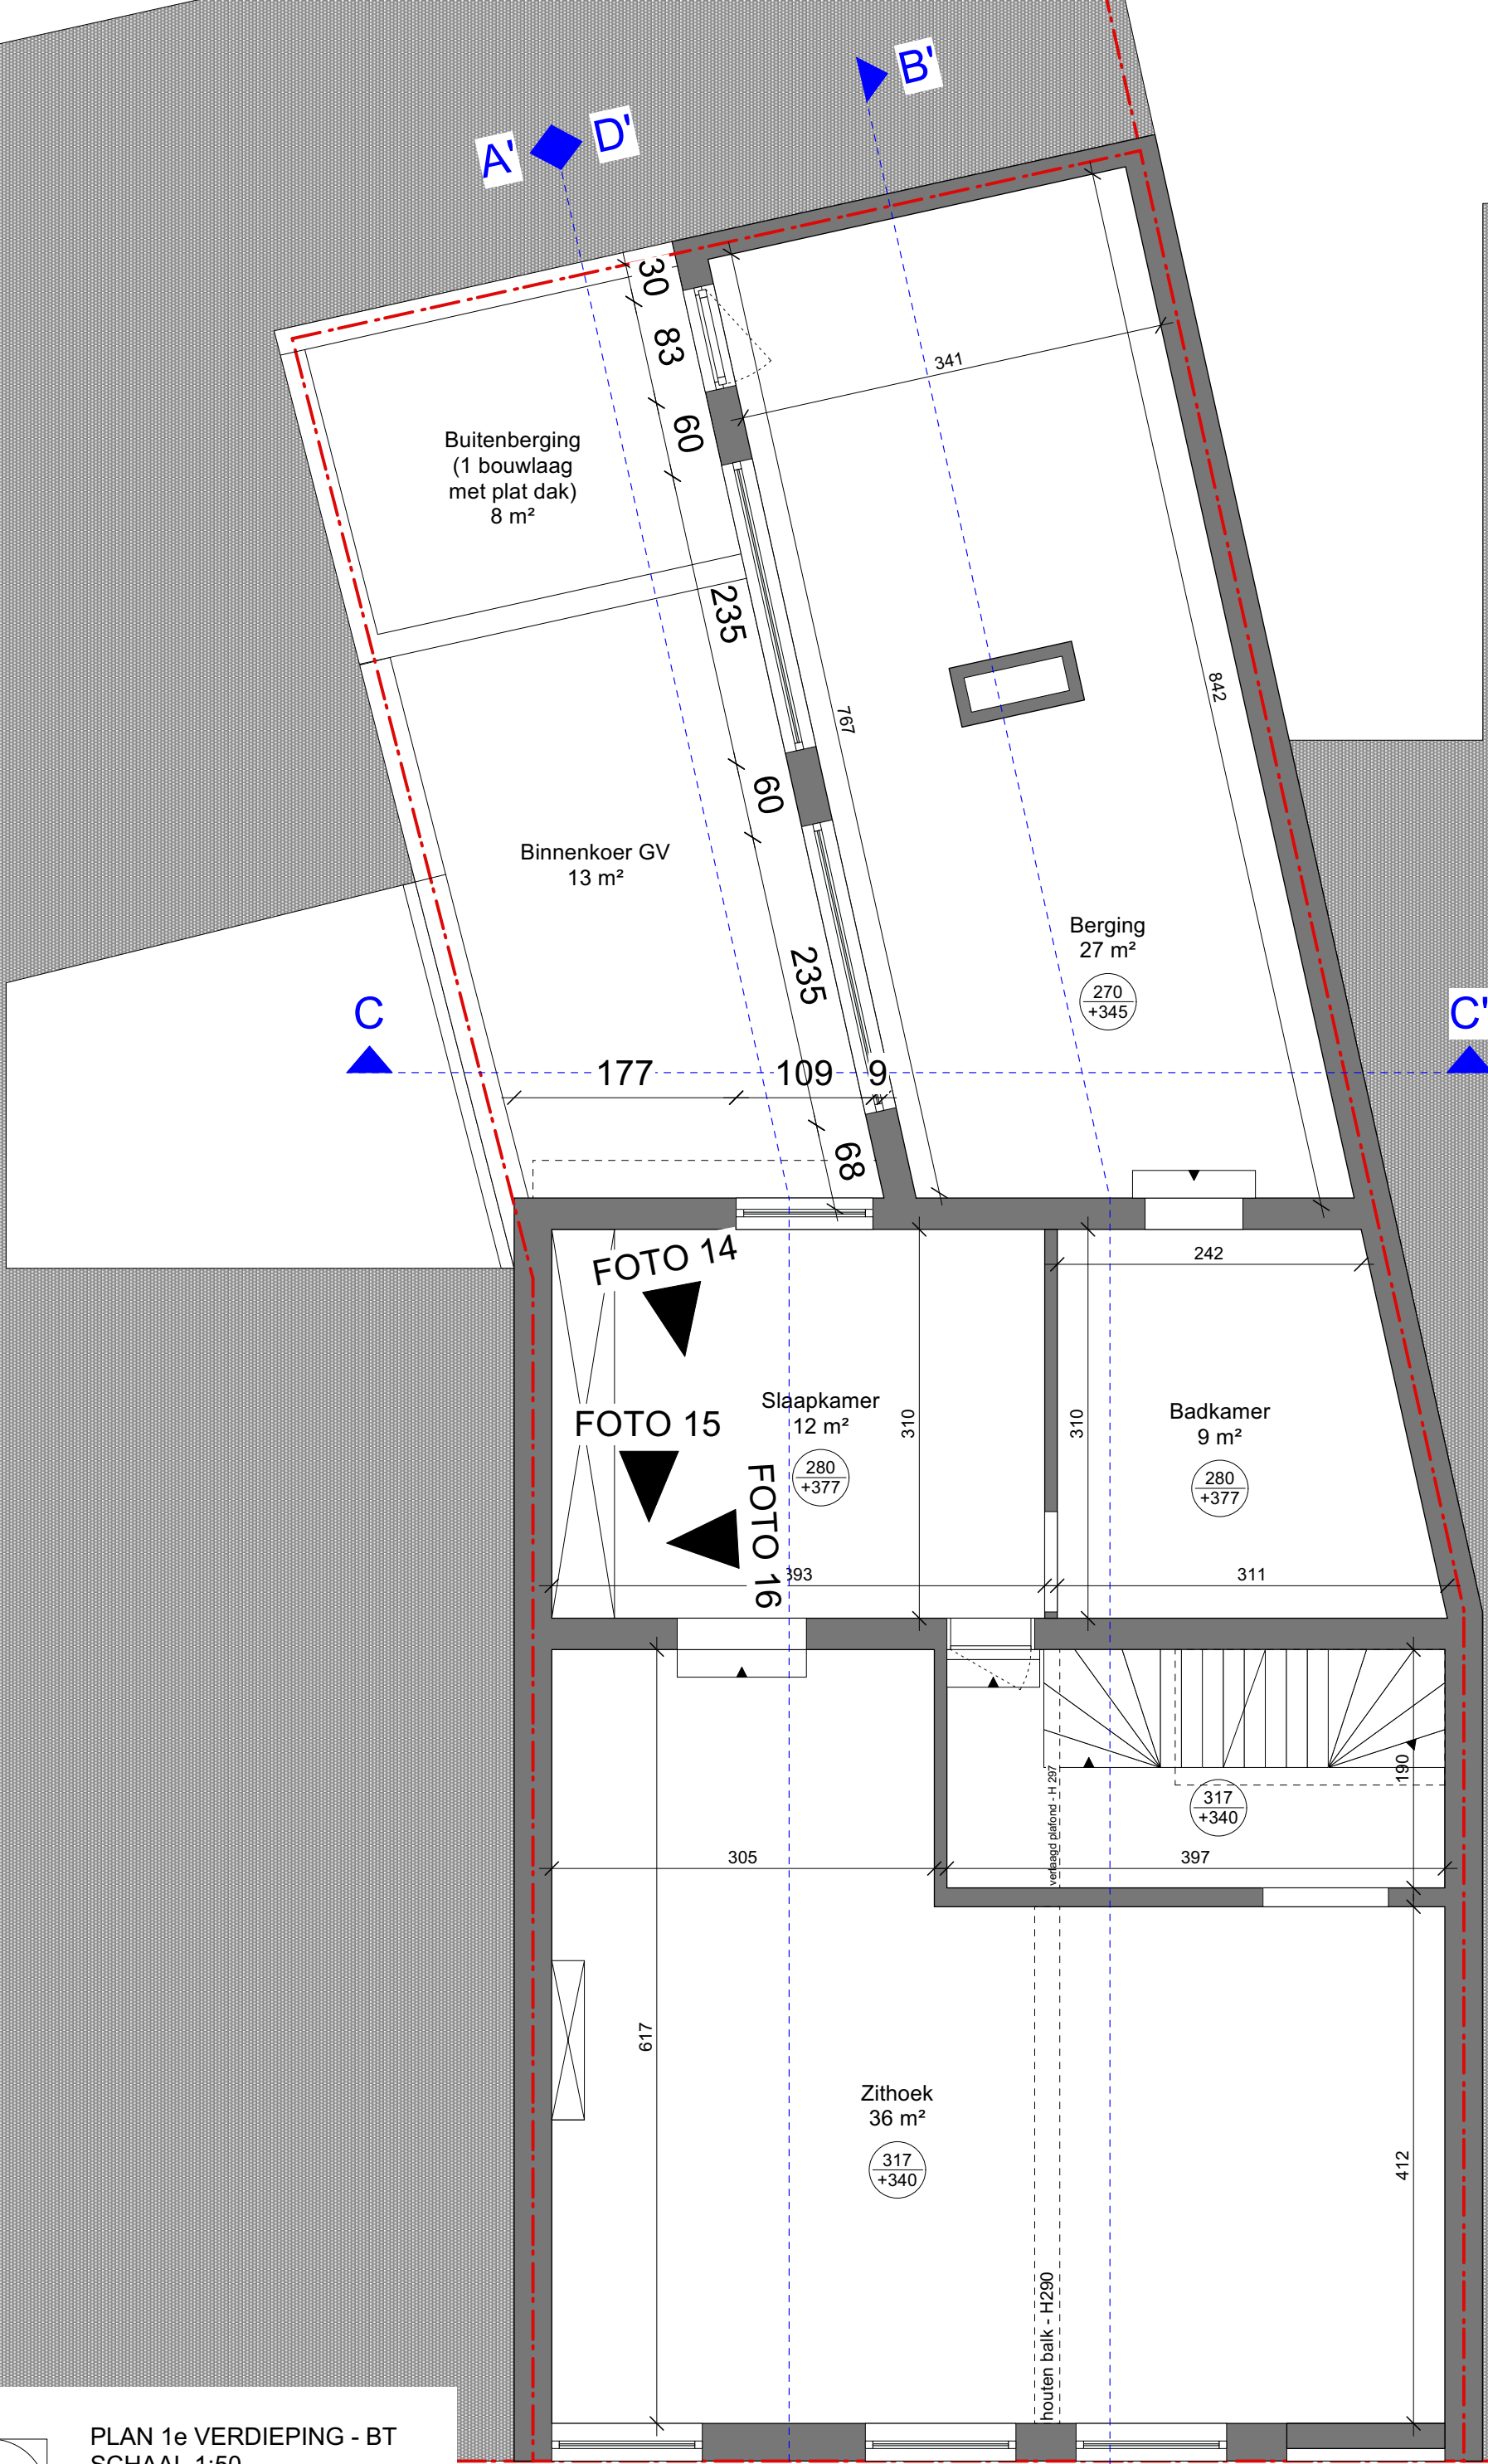 B'
A'
D'
30
83
60
341
Buitenberging
(1 bouwlaag
met plat dak)
8 m²
235
767
842
60
Binnenkoer GV
13 m²
Berging
27 m²
270
+345
235
C
C'
177
109
9
68
FOTO 14
242
Slaapkamer
12 m²
280
+377
310
310
Badkamer
9 m²
280
+377
FOTO 15
FOTO 16
393
311
190
verlaagd plafond - H 297
317
+340
305
397
617
Zithoek
36 m²
317
+340
412
houten balk - H290
PLAN 1e VERDIEPING - BT
SCHAAL 1:50